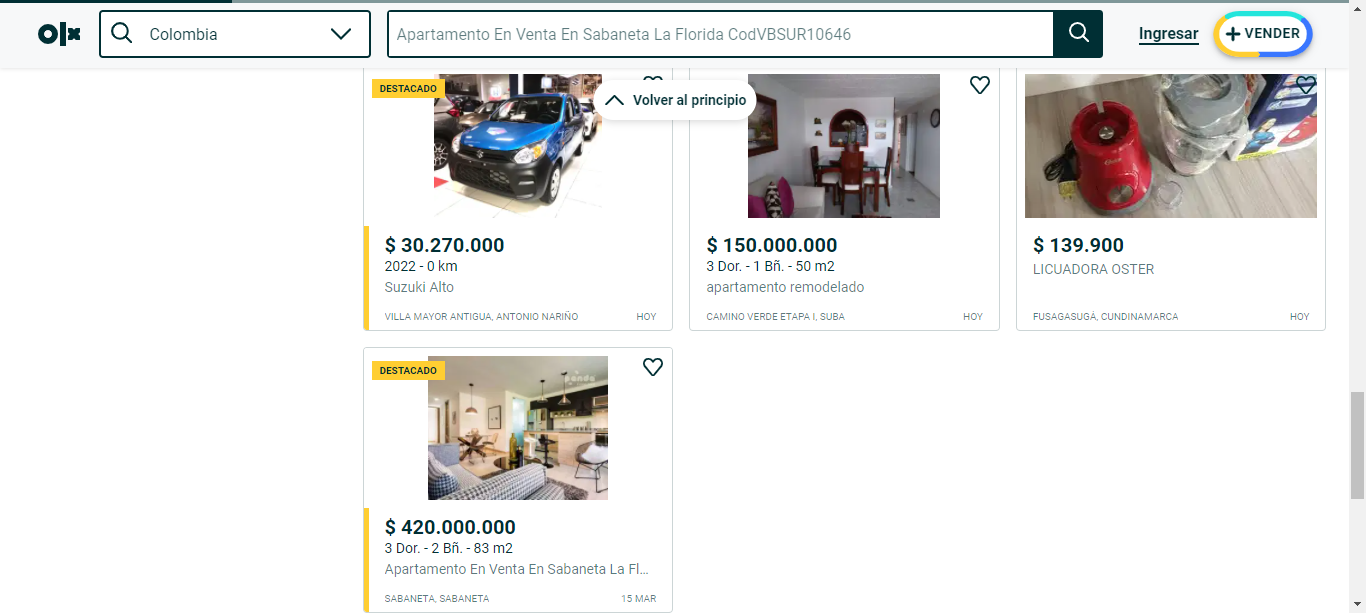 olx
Colombia
Apartamento En Venta En Sabaneta La Florida CodVBSUR10646
Ingresar
VENDER
Volver al principio
DESTACADO
$ 30.270.000
2022 - 0 km
Suzuki Alto
VILLA MAYOR ANTIGUA, ANTONIO NARIÑO HOY
$ 150.000.000
3 Dor. - 1 Bñ. - 50 m2
apartamento remodelado
CAMINO VERDE ETAPA I, SUBA HOY
$ 139.900
LICUADORA OSTER
FUSAGASUGÁ, CUNDINAMARCA HOY
DESTACADO
$ 420.000.000
3 Dor. - 2 Bñ. - 83 m2
Apartamento En Venta En Sabaneta La Fl...
SABANETA, SABANETA 15 MAR